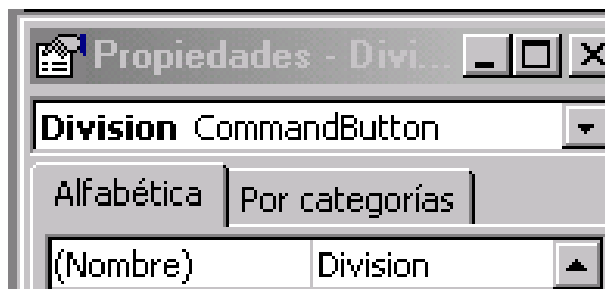 Propiedades - Divi...
Division CommandButton
Alfabética Por categorías
(Nombre) Division